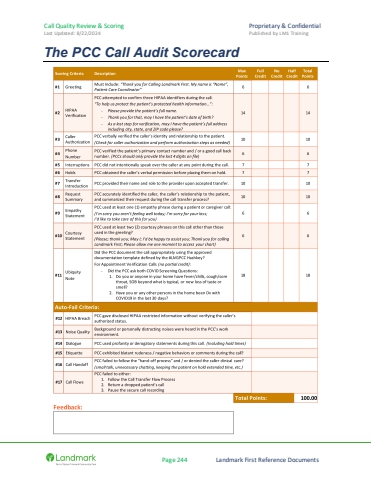 Call Quality Review & Scoring
Proprietary & Confidential
Last Updated: 8/22/2024
Published by LMS Training
The PCC Call Audit Scorecard
Scoring Criteria Description Max Points Full Credit No Credit Half Credit Total Points
#1 Greeting Must Include: "Thank you for Calling Landmark First. My name is "Name", 6 6
Patient Care Coordinator"
#2 HIPAA Verification PCC attempted to confirm three HIPAA identifiers during the call. 14 14
"To help us protect the patient's protected health information…":
- Please provide the patient's full name.
- Thank you for that, may I have the patient's date of birth?
- As a last step for verification, may I have the patient's full address
including city, state, and ZIP code please?
#3 Caller Authorization PCC verbally verified the caller's identity and relationship to the patient. 10 10
(Check for caller authorization and perform authorization steps as needed)
#4 Phone Number PCC verified the patient's primary contact number and / or a good call back 6 6
number. (PCCs should only provide the last 4 digits on file)
#5 Interruptions PCC did not intentionally speak over the caller at any point during the call. 7 7
#6 Holds PCC obtained the caller's verbal permission before placing them on hold. 7 7
#7 Transfer Introduction PCC provided their name and role to the provider upon accepted transfer. 10 10
#8 Request Summary PCC accurately identified the caller, the caller's relationship to the patient, 10 10
and summarized their request during the call transfer process?
#9 Empathy Statement PCC used at least one (1) empathy phrase during a patient or caregiver call: 6 6
(I'm sorry you aren't feeling well today; I'm sorry for your loss;
I'd like to take care of this for you)
#10 Courtesy Statement PCC used at least two (2) courtesy phrases on this call other than those 6 6
used in the greeting?
(Please; thank you; May I; I'd be happy to assist you; Thank you for calling
Landmark First; Please allow me one moment to access your chart)
#11 Ubiquity Note Did the PCC document the call appropriately using the approved 18 18
documentation template defined by the
For Appointment Verification Calls (no partial credit):
- Did the PCC ask both COVID Screening Questions:
1. Do you or anyone in your home have fever/chills, cough/sore
throat, SOB beyond what is typical, or new loss of taste or
smell?
2. Have you or any other persons in the home been Dx with
COVID19 in the last 30 days?
Auto-Fail Criteria:
#12 HIPAA Breach PCC gave disclosed HIPAA restricted information without verifying the caller's
authorized status.
#13 Noise Quality Background or personally distracting noises were heard in the PCC's work
environment.
#14 Dialogue PCC used profanity or derogatory statements during this call. (Including hold times)
#15 Etiquette PCC exhibited blatant rudeness / negative behaviors or comments during the call?
#16 Call Handoff PCC failed to follow the "hand-off process" and / or denied the caller clinical care?
(small talk, unnecessary chatting, keeping the patient on hold extended time, etc.)
#17 Call Flows PCC failed to either:
1. Follow the Call Transfer Flow Process
2. Return a dropped patient's call
3. Pause the secure call recording
Total Points: 100.00
Feedback:
Landmark
Page 244
Landmark First Reference Documents